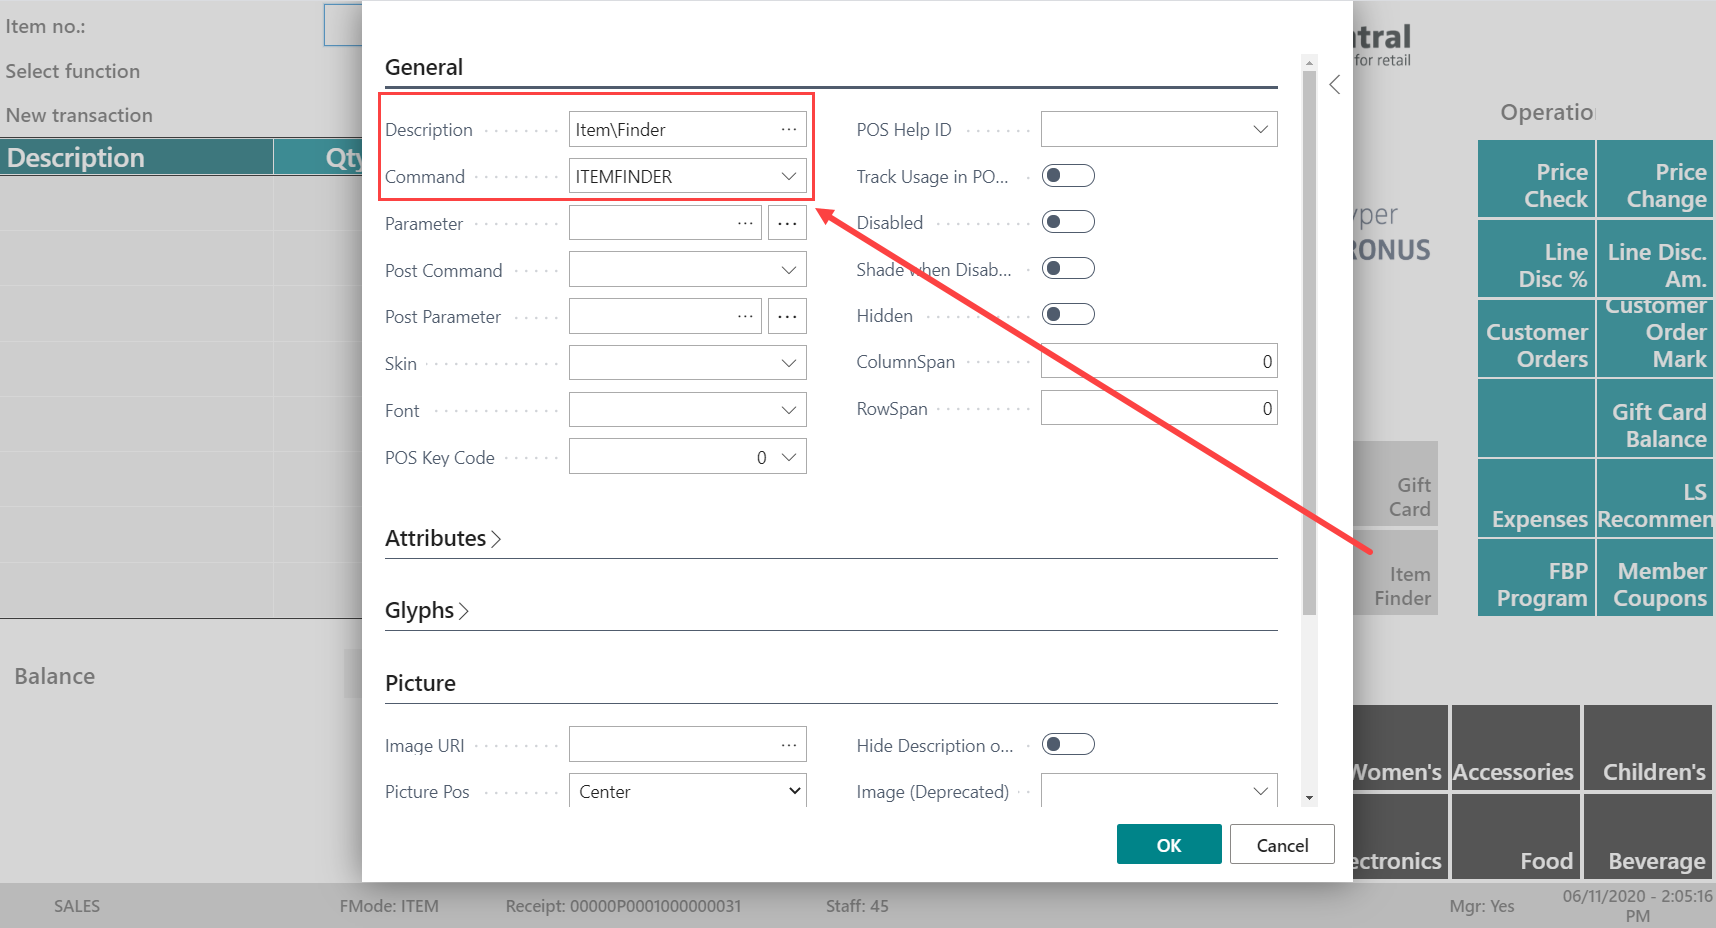 Item no.:
Select function
New transaction
Description
Qty
Balance
General
Description
Item\Finder
...
Command
ITEMFINDER
Parameter
...
...
Post Command
Post Parameter
...
...
Skin
Font
POS Key Code
0
POS Help ID
Track Usage in PO...
Disabled
Shade when Disab...
Hidden
ColumnSpan
0
RowSpan
0
Attributes
Glyphs
Picture
Image URI
...
Picture Pos
Center
Hide Description o...
Image (Deprecated)
OK
Cancel
ntral
for retail
yper
RONUS
Operatio
Price
Check
Price
Change
Line
Disc %
Line Disc.
Am.
Customer
Orders
Customer
Order
Mark
Gift Card
Balance
Expenses
LS
Recommen
FBP
Program
Member
Coupons
Gift
Card
Item
Finder
Women's
Accessories
Children's
ectronics
Food
Beverage
SALES
FMode: ITEM
Receipt: 00000P0001000000031
Staff: 45
Mgr: Yes
06/11/2020 - 2:05:16
PM